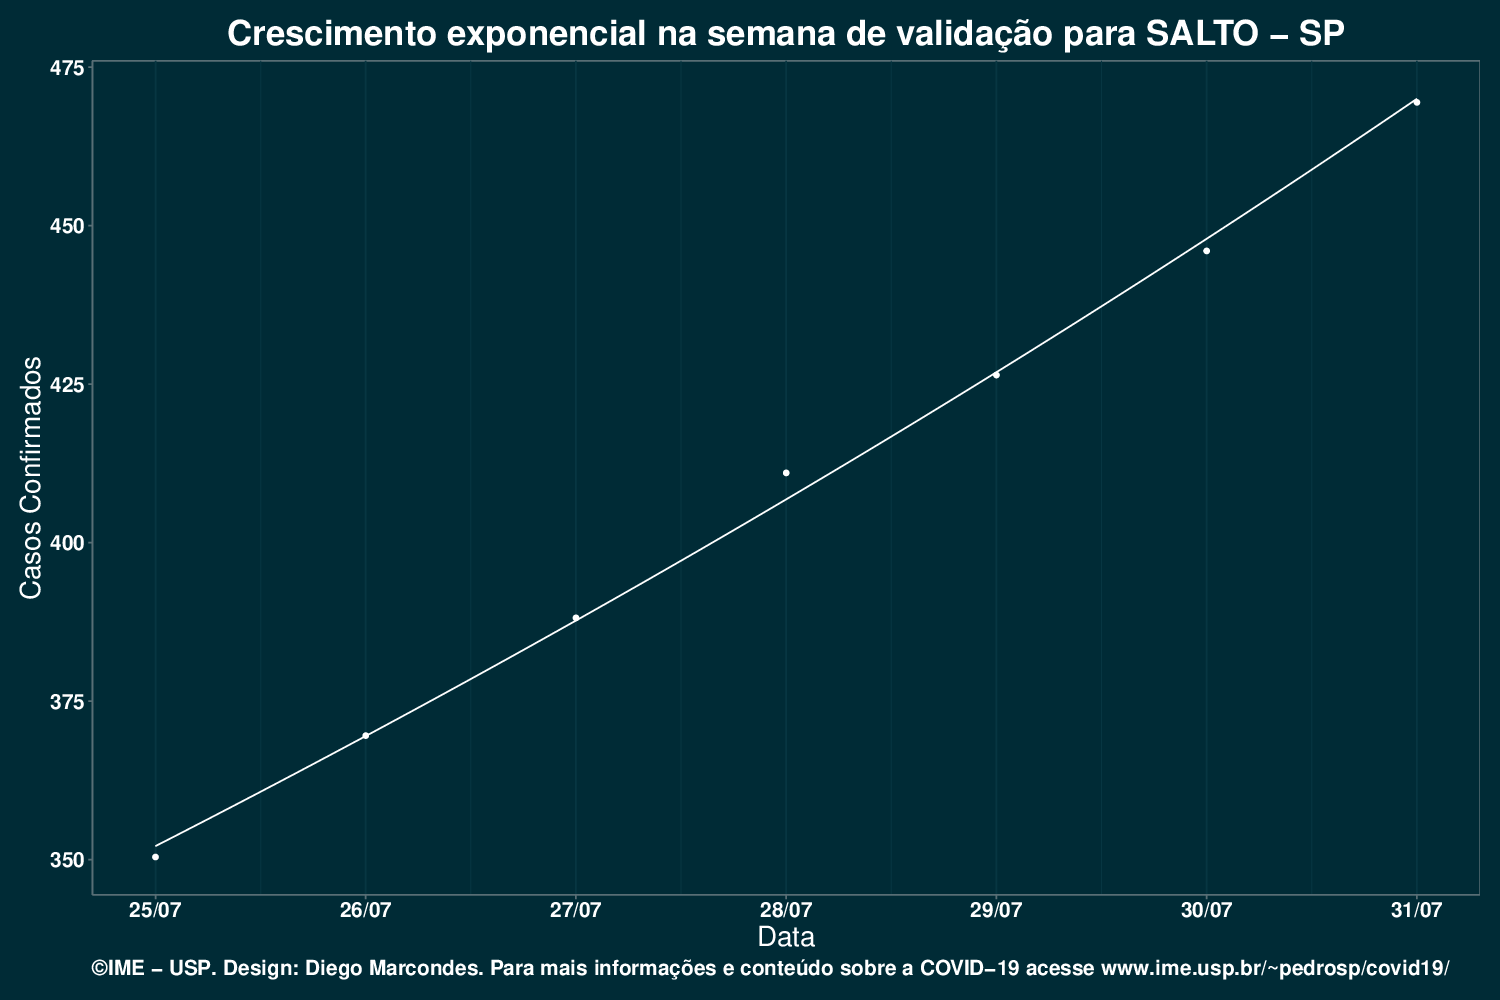 Crescimento exponencial na semana de validação para SALTO – SP
475
450
425
400
375
350
Casos Confirmados
25/07 26/07 27/07 28/07 29/07 30/07 31/07
Data
©IME – USP. Design: Diego Marcondes. Para mais informações e conteúdo sobre a COVID–19 acesse www.ime.usp.br/~pedrosp/covid19/